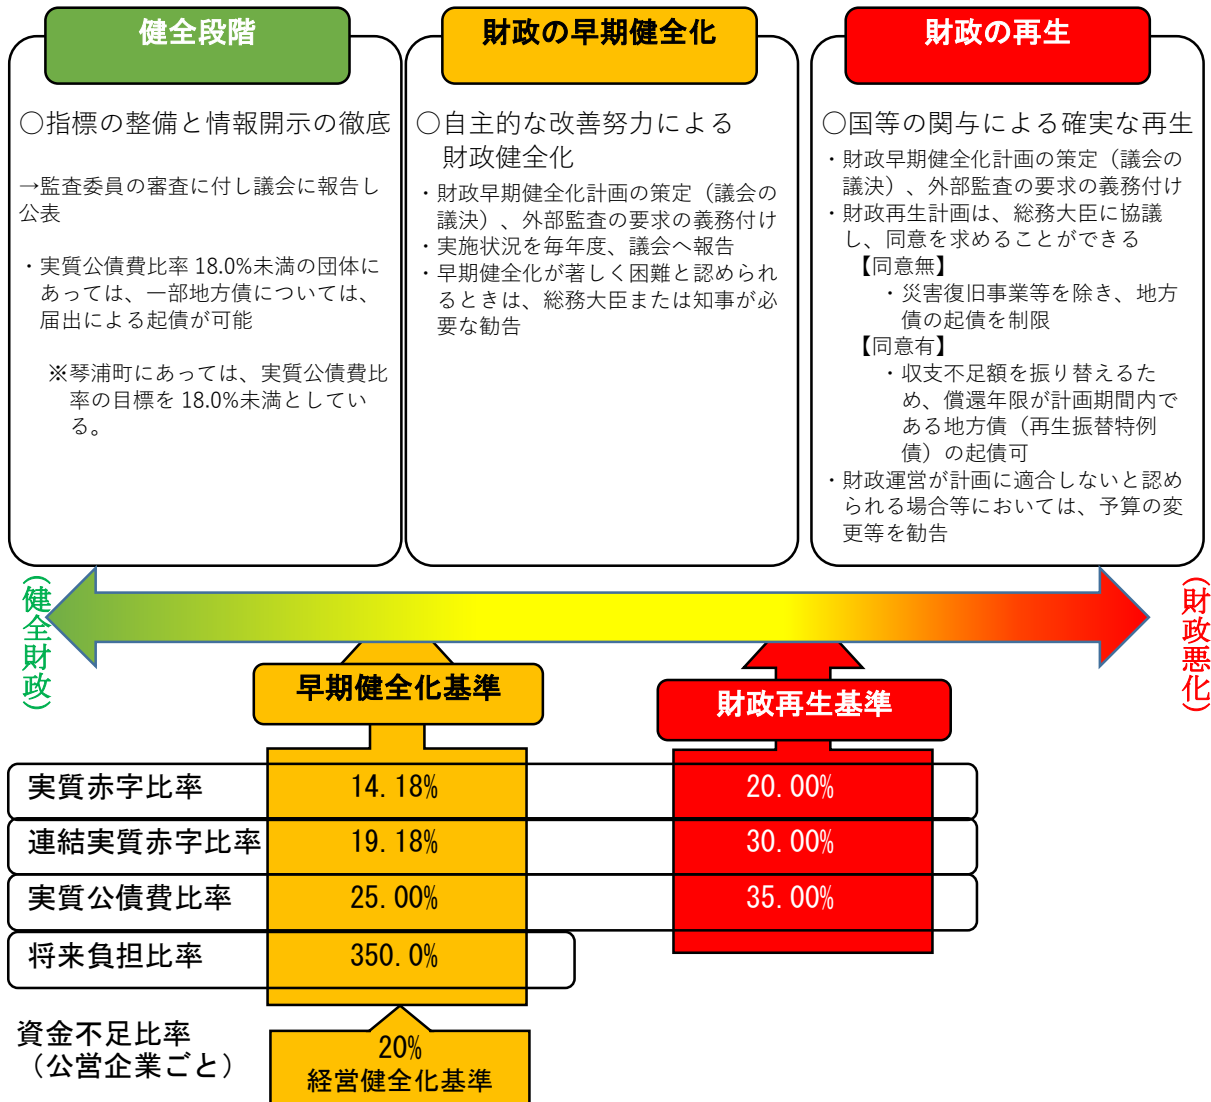 健全段階
○指標の整備と情報開示の徹底
→監査委員の審査に付し議会に報告し
公表
・実質公債費比率 18.0%未満の団体に
あっては、一部地方債については、
届出による起債が可能
※琴浦町にあっては、実質公債費比
率の目標を 18.0%未満としてい
る。
財政の早期健全化
○自主的な改善努力による
財政健全化
・財政早期健全化計画の策定（議会の
議決）、外部監査の要求の義務付け
・実施状況を毎年度、議会へ報告
・早期健全化が著しく困難と認められ
るときは、総務大臣または知事が必
要な勧告
財政の再生
○国等の関与による確実な再生
・財政早期健全化計画の策定（議会の
議決）、外部監査の要求の義務付け
・財政再生計画は、総務大臣に協議
し、同意を求めることができる
【同意無】
・災害復旧事業等を除き、地方
債の起債を制限
【同意有】
・収支不足額を振り替えるた
め、償還年限が計画期間内で
ある地方債（再生振替特例
債）の起債可
・財政運営が計画に適合しないと認め
られる場合等においては、予算の変
更等を勧告
（健全財政）
（財政悪化）
早期健全化基準
財政再生基準
実質赤字比率 14.18% 20.00%
連結実質赤字比率 19.18% 30.00%
実質公債費比率 25.00% 35.00%
将来負担比率 350.0%
資金不足比率
（公営企業ごと）
20%
経営健全化基準